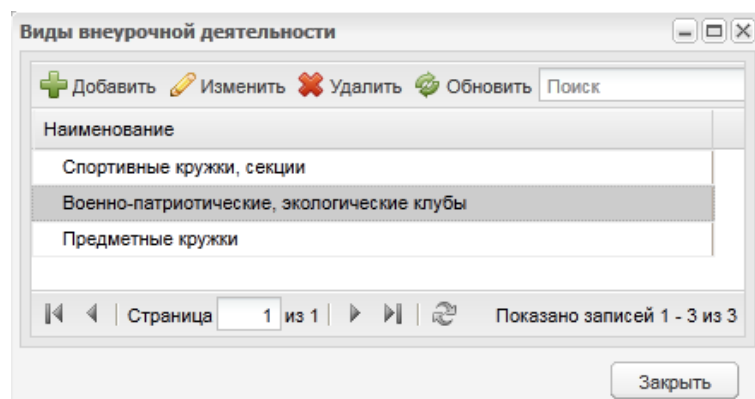 Виды внеурочной деятельности
Добавить Изменить Удалить Обновить Поиск
Наименование
Спортивные кружки, секции
Военно-патриотические, экологические клубы
Предметные кружки
Страница 1 из 1 Показано записей 1 - 3 из 3
Закрыть